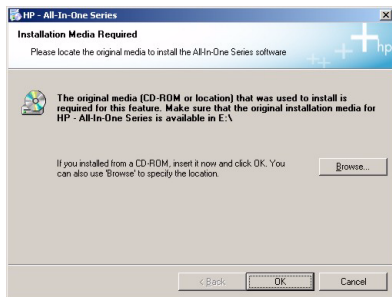 HP - All-In-One Series
Installation Media Required
Please locate the original media to install the All-In-One Series software
hp
The original media (CD-ROM or location) that was used to install is
required for this feature. Make sure that the original installation media for
HP - All-In-One Series is available in E:\
If you installed from a CD-ROM, insert it now and click OK. You
can also use 'Browse' to specify the location.
Browse...
< Back
OK
Cancel